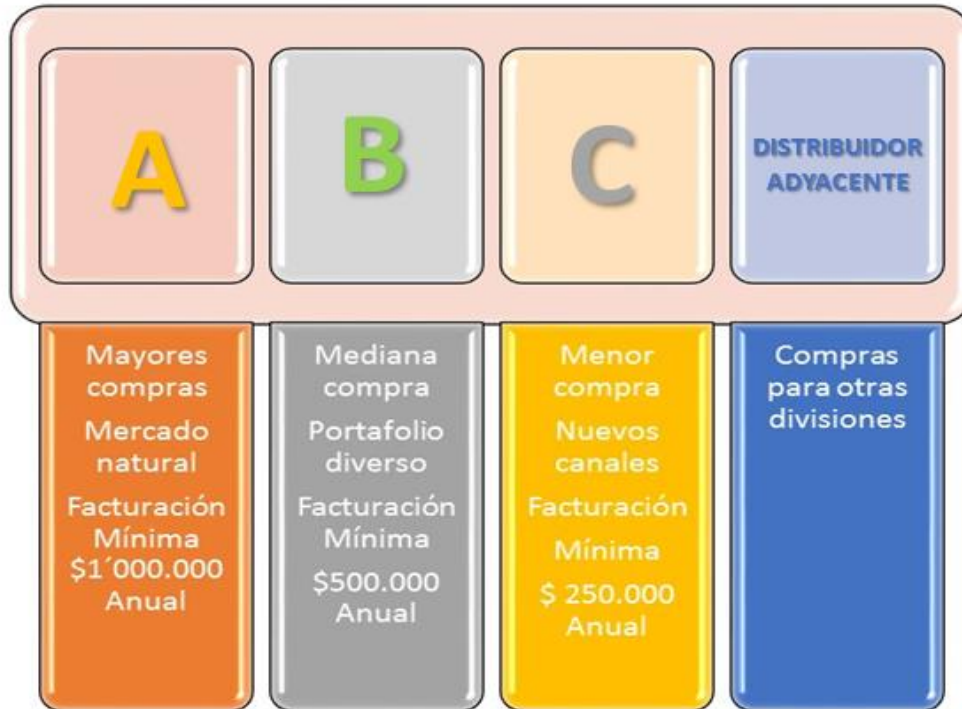 A
B
C
DISTRIBUIDOR
ADYACENTE
Mayores
compras
Mercado
natural
Facturación
Mínima
$1´000.000
Anual
Mediana
compra
Portafolio
diverso
Facturación
Mínima
$500.000
Anual
Menor
compra
Nuevos
canales
Facturación
Mínima
$ 250.000
Anual
Compras
para otras
divisiones